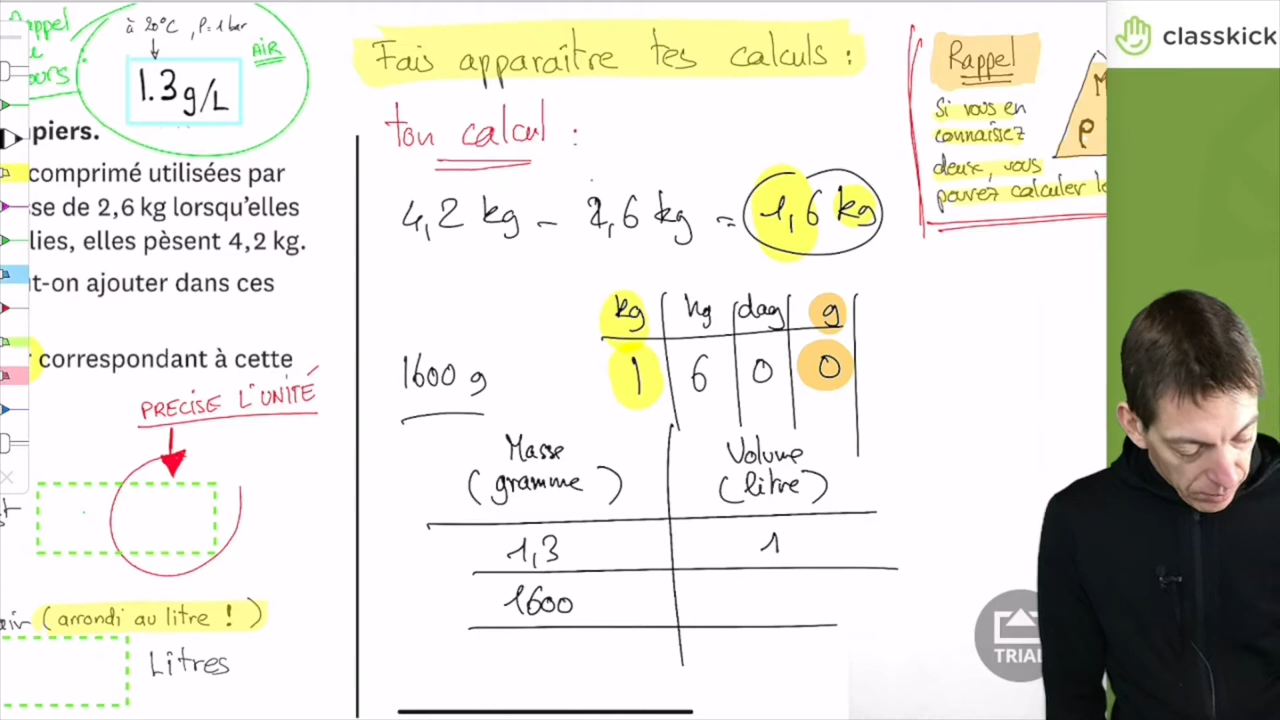 Rappel
cours
à 20°C , P = 1 bar
AIR
1.3 g/L
piers.
comprimé utilisées par
se de 2,6 kg lorsqu'elles
lies, elles pèsent 4,2 kg.
t-on ajouter dans ces
correspondant à cette
PRECISE L'UNITÉ
air (arrondi au litre ! )
Litres
Fais apparaître tes calculs :
ton calcul :
4,2 kg - 2,6 kg = 1,6 kg
kg hg dag g
1 6 0 0
1600 g
Masse Volume
(gramme) (litre)
1,3 1
1600
Rappel
Si vous en
connaissez
deux, vous
pouvez calculer le
M
ρ
classkick
TRIAL